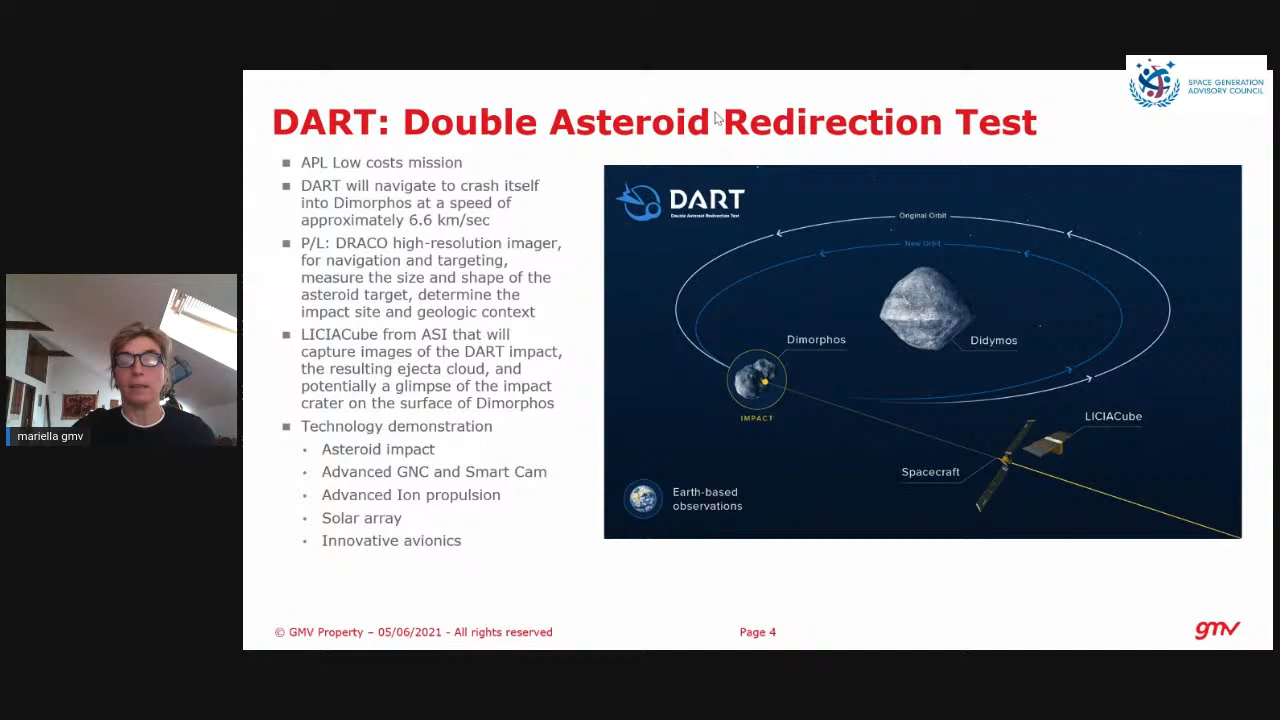 SPACE GENERATION
ADVISORY COUNCIL
DART: Double Asteroid Redirection Test
APL Low costs mission
DART will navigate to crash itself
into Dimorphos at a speed of
approximately 6.6 km/sec
P/L: DRACO high-resolution imager,
for navigation and targeting,
measure the size and shape of the
asteroid target, determine the
impact site and geologic context
LICIACube from ASI that will
capture images of the DART impact,
the resulting ejecta cloud, and
potentially a glimpse of the impact
crater on the surface of Dimorphos
Technology demonstration
Asteroid impact
Advanced GNC and Smart Cam
Advanced Ion propulsion
Solar array
Innovative avionics
DART
Double Asteroid Redirection Test
Original Orbit
New Orbit
Dimorphos
Didymos
IMPACT
LICIACube
Spacecraft
Earth-based
observations
mariella gmv
© GMV Property – 05/06/2021 - All rights reserved
Page 4
gmv